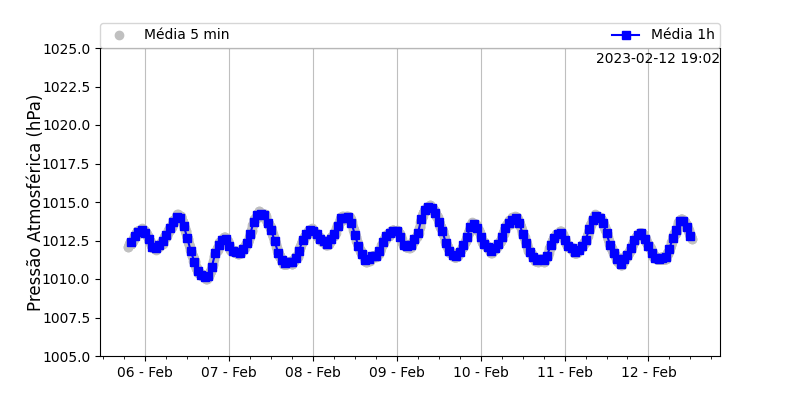 Média 5 min
Média 1h
2023-02-12 19:02
Pressão Atmosférica (hPa)
1025.0
1022.5
1020.0
1017.5
1015.0
1012.5
1010.0
1007.5
1005.0
06 - Feb
07 - Feb
08 - Feb
09 - Feb
10 - Feb
11 - Feb
12 - Feb